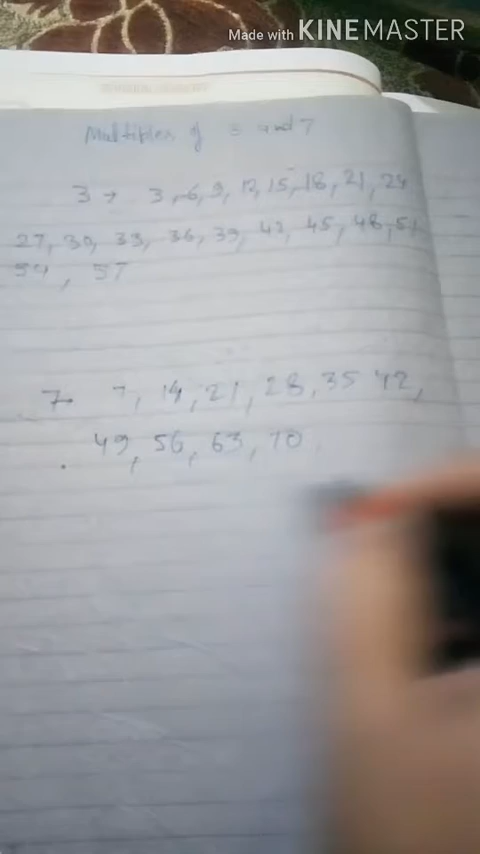 Made with KINEMASTER
Multiples of 3 and 7
3 → 3, 6, 9, 12, 15, 18, 21, 24
27, 30, 33, 36, 39, 42, 45, 48, 51
54, 57
7 → 7, 14, 21, 28, 35 42,
49, 56, 63, 70,